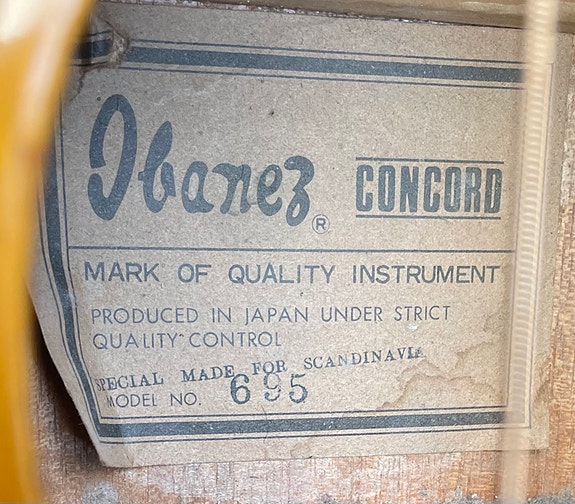 Ibanez® CONCORD
MARK OF QUALITY INSTRUMENT
PRODUCED IN JAPAN UNDER STRICT
QUALITY CONTROL
SPECIAL MADE FOR SCANDINAVIA
MODEL NO. 695